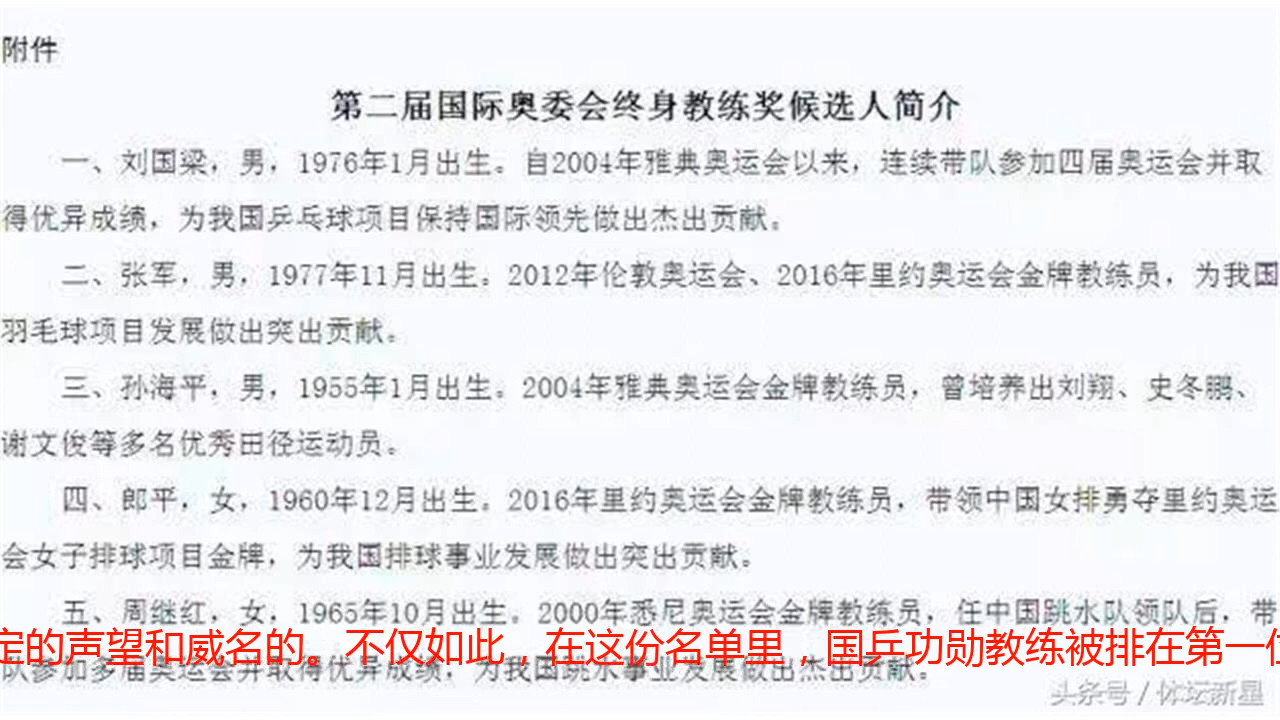 附件
第二届国际奥委会终身教练奖候选人简介
一、刘国梁，男，1976年1月出生。自2004年雅典奥运会以来，连续带队参加四届奥运会并取
得优异成绩，为我国乒乓球项目保持国际领先做出杰出贡献。
二、张军，男，1977年11月出生。2012年伦敦奥运会、2016年里约奥运会金牌教练员，为我国
羽毛球项目发展做出突出贡献。
三、孙海平，男，1955年1月出生。2004年雅典奥运会金牌教练员，曾培养出刘翔、史冬鹏、
谢文俊等多名优秀田径运动员。
四、郎平，女，1960年12月出生。2016年里约奥运会金牌教练员，带领中国女排勇夺里约奥运
会女子排球项目金牌，为我国排球事业发展做出突出贡献。
五、周继红，女，1965年10月出生。2000年悉尼奥运会金牌教练员，任中国跳水队领队后，带
定的声望和威名的。不仅如此，在这份名单里，国乒功勋教练被排在第一位
队参加多届奥运会并取得优异成绩，为我国跳水事业发展做出杰出贡献。
头条号 / 体坛新星